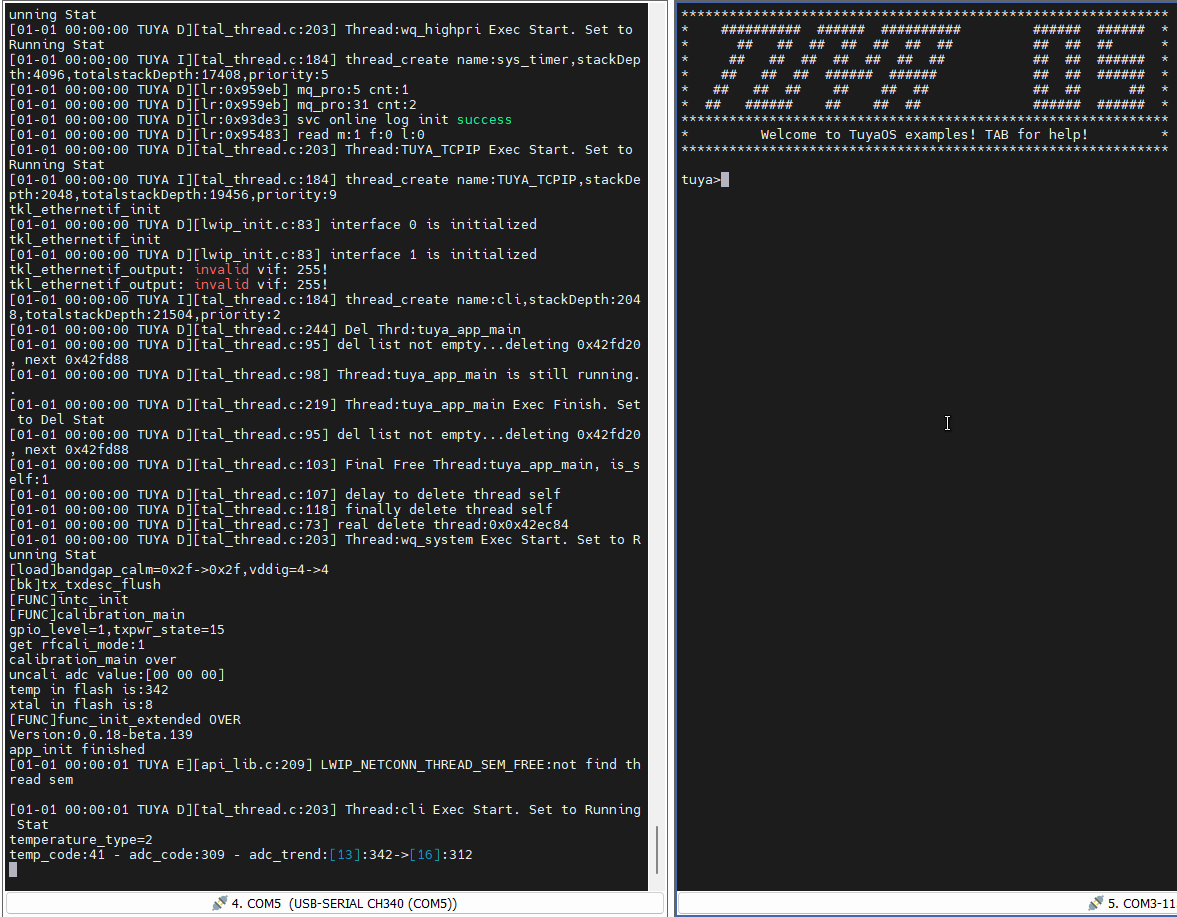 unning Stat
[01-01 00:00:00 TUYA D][tal_thread.c:203] Thread:wq_highpri Exec Start. Set to
Running Stat
[01-01 00:00:00 TUYA I][tal_thread.c:184] thread_create name:sys_timer,stackDep
th:4096,totalstackDepth:17408,priority:5
[01-01 00:00:00 TUYA D][lr:0x959eb] mq_pro:5 cnt:1
[01-01 00:00:00 TUYA D][lr:0x959eb] mq_pro:31 cnt:2
[01-01 00:00:00 TUYA D][lr:0x93de3] svc online log init success
[01-01 00:00:00 TUYA D][lr:0x95483] read m:1 f:0 l:0
[01-01 00:00:00 TUYA D][tal_thread.c:203] Thread:TUYA_TCPIP Exec Start. Set to
Running Stat
[01-01 00:00:00 TUYA I][tal_thread.c:184] thread_create name:TUYA_TCPIP,stackDe
pth:2048,totalstackDepth:19456,priority:9
tkl_ethernetif_init
[01-01 00:00:00 TUYA D][lwip_init.c:83] interface 0 is initialized
tkl_ethernetif_init
[01-01 00:00:00 TUYA D][lwip_init.c:83] interface 1 is initialized
tkl_ethernetif_output: invalid vif: 255!
tkl_ethernetif_output: invalid vif: 255!
[01-01 00:00:00 TUYA I][tal_thread.c:184] thread_create name:cli,stackDepth:204
8,totalstackDepth:21504,priority:2
[01-01 00:00:00 TUYA D][tal_thread.c:244] Del Thrd:tuya_app_main
[01-01 00:00:00 TUYA D][tal_thread.c:95] del list not empty...deleting 0x42fd20
, next 0x42fd88
[01-01 00:00:00 TUYA D][tal_thread.c:98] Thread:tuya_app_main is still running.
.
[01-01 00:00:00 TUYA D][tal_thread.c:219] Thread:tuya_app_main Exec Finish. Set
 to Del Stat
[01-01 00:00:00 TUYA D][tal_thread.c:95] del list not empty...deleting 0x42fd20
, next 0x42fd88
[01-01 00:00:00 TUYA D][tal_thread.c:103] Final Free Thread:tuya_app_main, is_s
elf:1
[01-01 00:00:00 TUYA D][tal_thread.c:107] delay to delete thread self
[01-01 00:00:00 TUYA D][tal_thread.c:118] finally delete thread self
[01-01 00:00:00 TUYA D][tal_thread.c:73] real delete thread:0x0x42ec84
[01-01 00:00:00 TUYA D][tal_thread.c:203] Thread:wq_system Exec Start. Set to R
unning Stat
[load]bandgap_calm=0x2f->0x2f,vddig=4->4
[bk]tx_txdesc_flush
[FUNC]intc_init
[FUNC]calibration_main
gpio_level=1,txpwr_state=15
get rfcali_mode:1
calibration_main over
uncali adc value:[00 00 00]
temp in flash is:342
xtal in flash is:8
[FUNC]func_init_extended OVER
Version:0.0.18-beta.139
app_init finished
[01-01 00:00:01 TUYA E][api_lib.c:209] LWIP_NETCONN_THREAD_SEM_FREE:not find th
read sem

[01-01 00:00:01 TUYA D][tal_thread.c:203] Thread:cli Exec Start. Set to Running
 Stat
temperature_type=2
temp_code:41 - adc_code:309 - adc_trend:[13]:342->[16]:312
4. COM5 (USB-SERIAL CH340 (COM5))
*************************************************************
*    ##########  ######  ##########         ######  ######  *
*      ##   ##  ##  ##  ##  ##  ##          ##  ##  ##      *
*     ##   ##  ##  ##  ##  ##  ##           ##  ##  ######  *
*    ##   ##  ##  ######  ######            ##  ##  ######  *
*   ##   ##  ##    ##    ##  ##             ##  ##      ##  *
*  ##   ######    ##    ##  ##              ######  ######  *
*************************************************************
*         Welcome to TuyaOS examples! TAB for help!         *
*************************************************************
tuya>
5. COM3-11